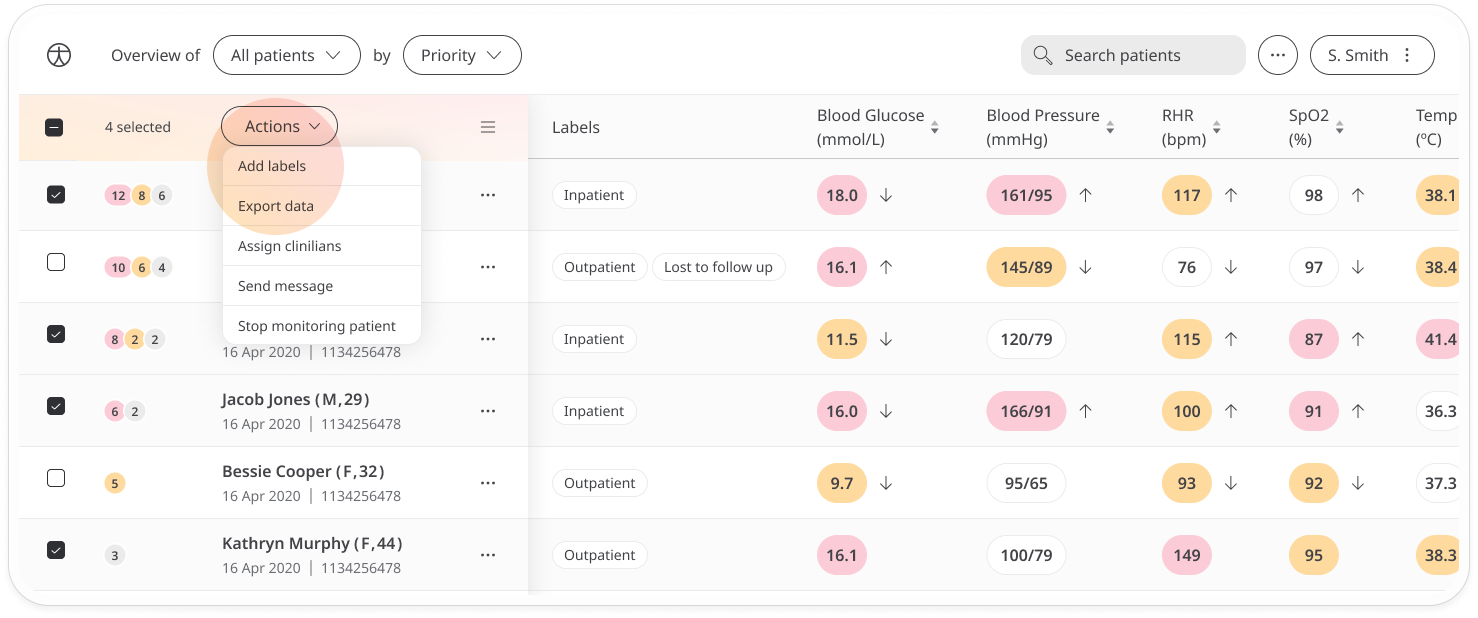 Overview of All patients by Priority Search patients ... S. Smith
4 selected Actions Labels Blood Glucose (mmol/L) Blood Pressure (mmHg) RHR (bpm) SpO2 (%) Temp (ºC)
Add labels
Export data
Assign clinilians
Send message
Stop monitoring patient
12 8 6 ... Inpatient 18.0 ↓ 161/95 ↑ 117 ↑ 98 ↑ 38.1
10 6 4 ... Outpatient Lost to follow up 16.1 ↑ 145/89 ↓ 76 ↓ 97 ↓ 38.4
8 2 2 ... Inpatient 11.5 ↓ 120/79 115 ↑ 87 ↑ 41.4
16 Apr 2020 | 1134256478
Jacob Jones (M,29)
6 2 ... Inpatient 16.0 ↓ 166/91 ↑ 100 ↑ 91 ↑ 36.3
16 Apr 2020 | 1134256478
Bessie Cooper (F,32)
5 ... Outpatient 9.7 ↓ 95/65 93 ↓ 92 ↓ 37.3
16 Apr 2020 | 1134256478
Kathryn Murphy (F,44)
3 ... Outpatient 16.1 100/79 149 95 38.3
16 Apr 2020 | 1134256478